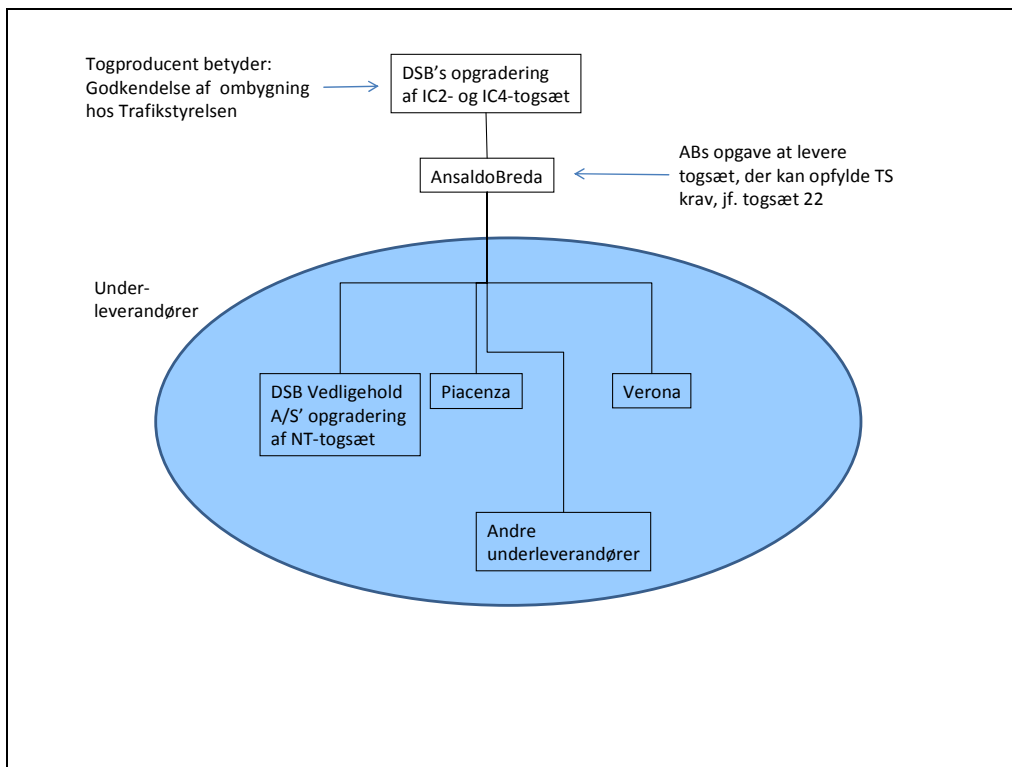 Togproducent betyder:
Godkendelse af ombygning
hos Trafikstyrelsen
DSB's opgradering
af IC2- og IC4-togsæt
AnsaldoBreda
ABs opgave at levere
togsæt, der kan opfylde TS
krav, jf. togsæt 22
Under-
leverandører
DSB Vedligehold
A/S' opgradering
af NT-togsæt
Piacenza
Verona
Andre
underleverandører